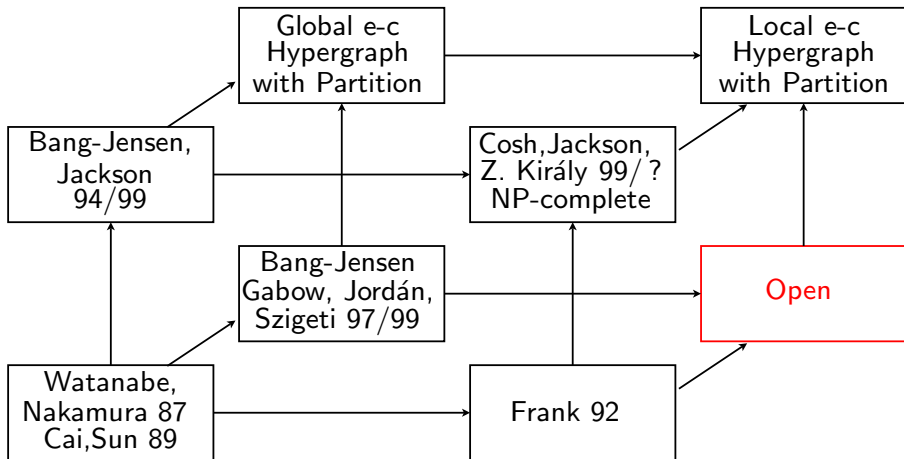 Global e-c
Hypergraph
with Partition
Local e-c
Hypergraph
with Partition
Bang-Jensen,
Jackson
94/99
Cosh,Jackson,
Z. Király 99/ ?
NP-complete
Bang-Jensen
Gabow, Jordán,
Szigeti 97/99
Open
Watanabe,
Nakamura 87
Cai,Sun 89
Frank 92